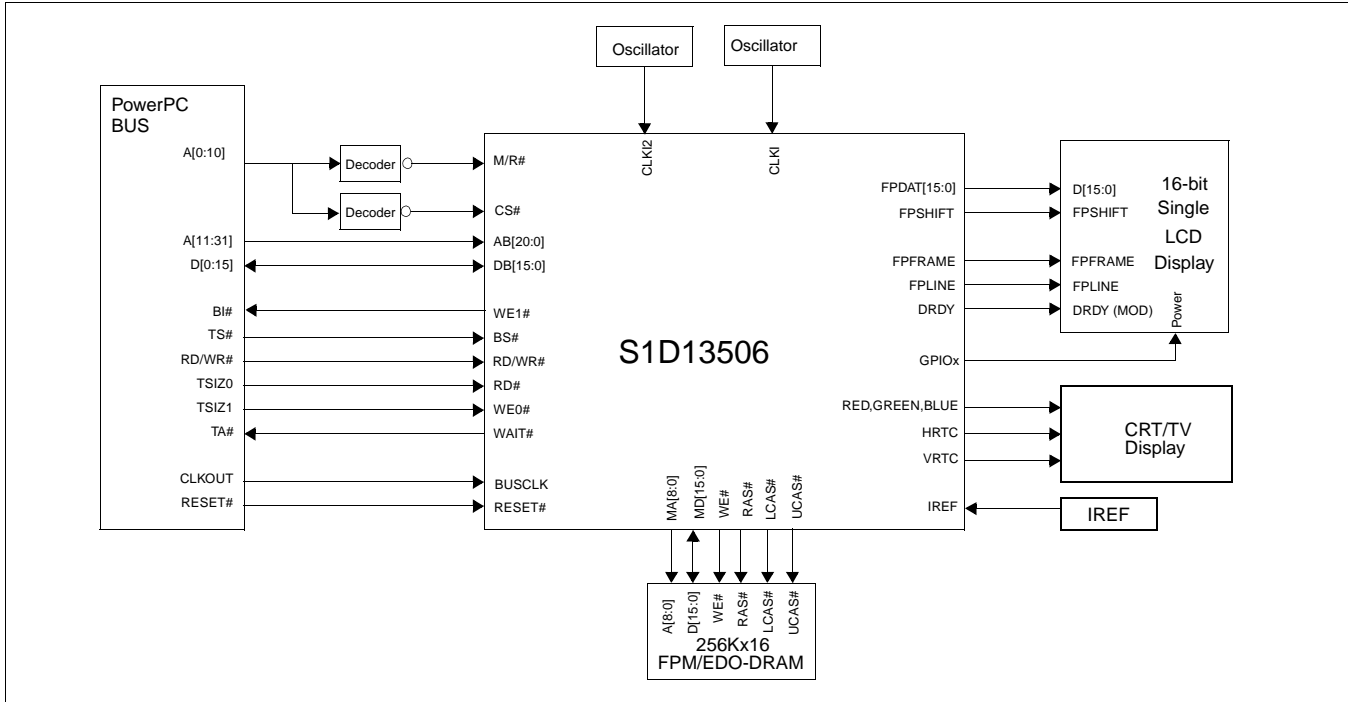 Oscillator
Oscillator
PowerPC
BUS
A[0:10]
A[11:31]
D[0:15]
BI#
TS#
RD/WR#
TSIZ0
TSIZ1
TA#
CLKOUT
RESET#
Decoder
Decoder
CLKI2
CLKI
M/R#
CS#
AB[20:0]
DB[15:0]
WE1#
BS#
RD/WR#
RD#
WE0#
WAIT#
BUSCLK
RESET#
S1D13506
FPDAT[15:0]
FPSHIFT
FPFRAME
FPLINE
DRDY
GPIOx
RED,GREEN,BLUE
HRTC
VRTC
IREF
MA[8:0]
MD[15:0]
WE#
RAS#
LCAS#
UCAS#
D[15:0]
FPSHIFT
FPFRAME
FPLINE
DRDY (MOD)
16-bit
Single
LCD
Display
Power
CRT/TV
Display
IREF
A[8:0]
D[15:0]
WE#
RAS#
LCAS#
UCAS#
256Kx16
FPM/EDO-DRAM